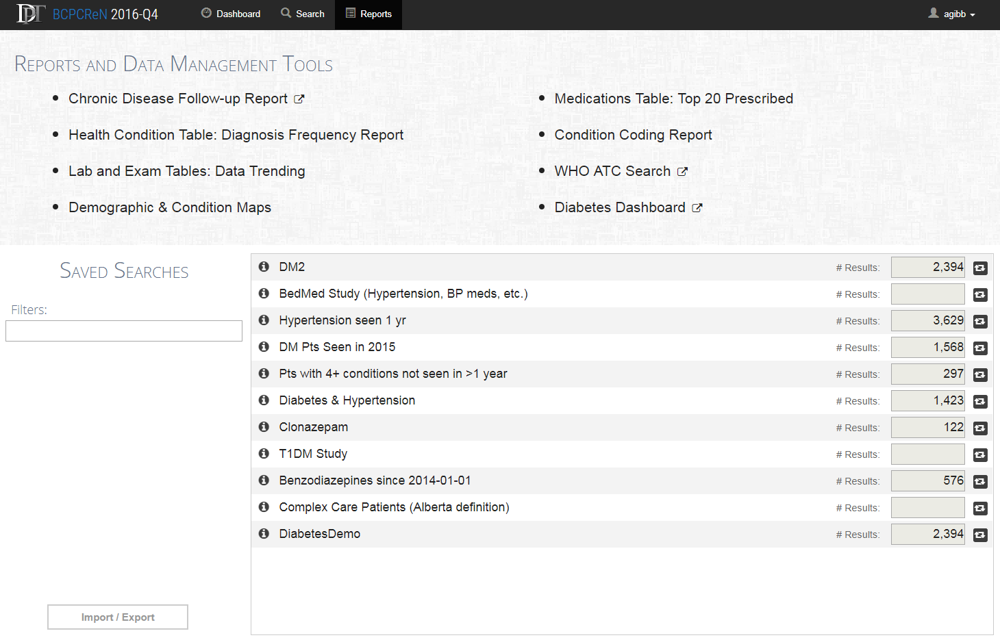 DPT BCPCReN 2016-Q4 Dashboard Search Reports agibb
Reports and Data Management Tools
Chronic Disease Follow-up Report
Medications Table: Top 20 Prescribed
Health Condition Table: Diagnosis Frequency Report
Condition Coding Report
Lab and Exam Tables: Data Trending
WHO ATC Search
Demographic & Condition Maps
Diabetes Dashboard
Saved Searches
Filters:
Import / Export
DM2 # Results: 2,394
BedMed Study (Hypertension, BP meds, etc.) # Results:
Hypertension seen 1 yr # Results: 3,629
DM Pts Seen in 2015 # Results: 1,568
Pts with 4+ conditions not seen in >1 year # Results: 297
Diabetes & Hypertension # Results: 1,423
Clonazepam # Results: 122
T1DM Study # Results:
Benzodiazepines since 2014-01-01 # Results: 576
Complex Care Patients (Alberta definition) # Results:
DiabetesDemo # Results: 2,394